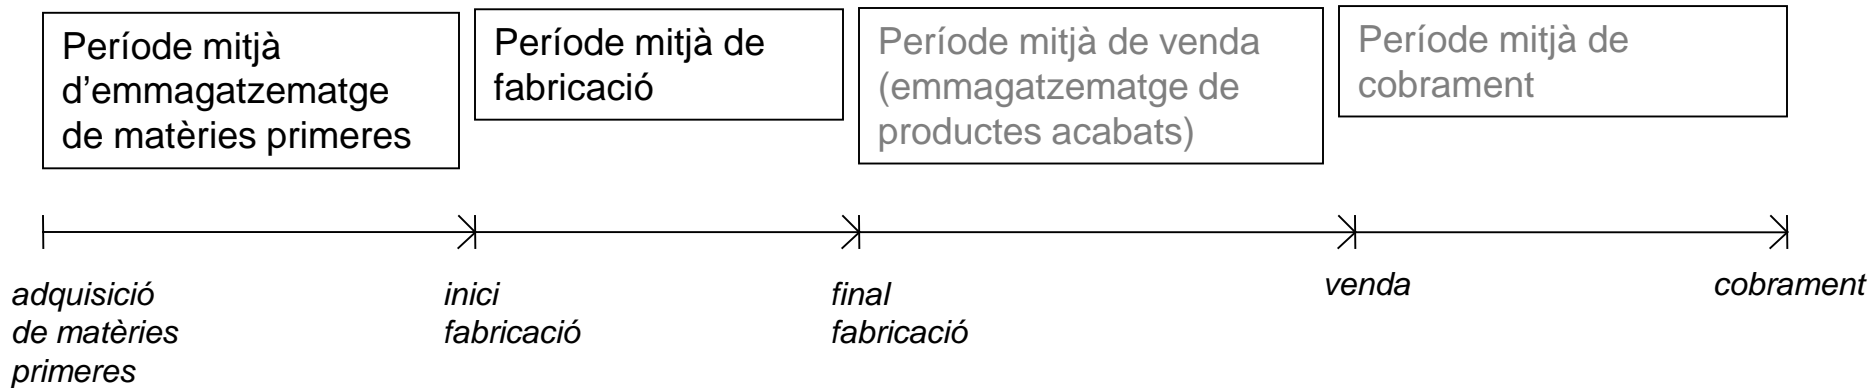 Període mitjà
d’emmagatzematge
de matèries primeres
Període mitjà de
fabricació
Període mitjà de venda
(emmagatzematge de
productes acabats)
Període mitjà de
cobrament
adquisició
de matèries
primeres
inici
fabricació
final
fabricació
venda
cobrament